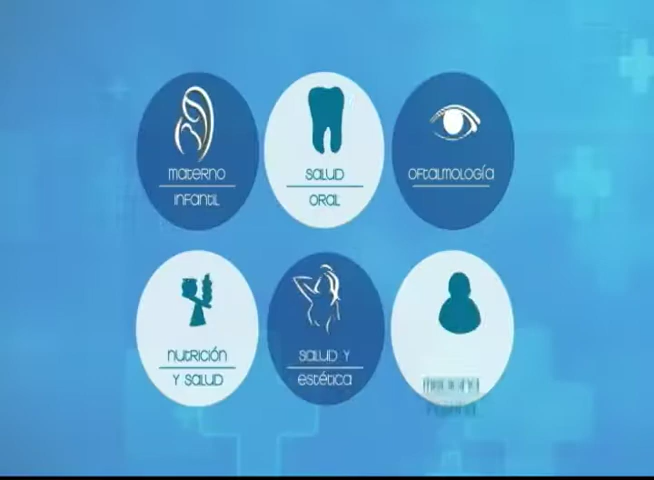 materno
infantil
salud
oral
oftalmología
nutrición
y salud
salud y
estética